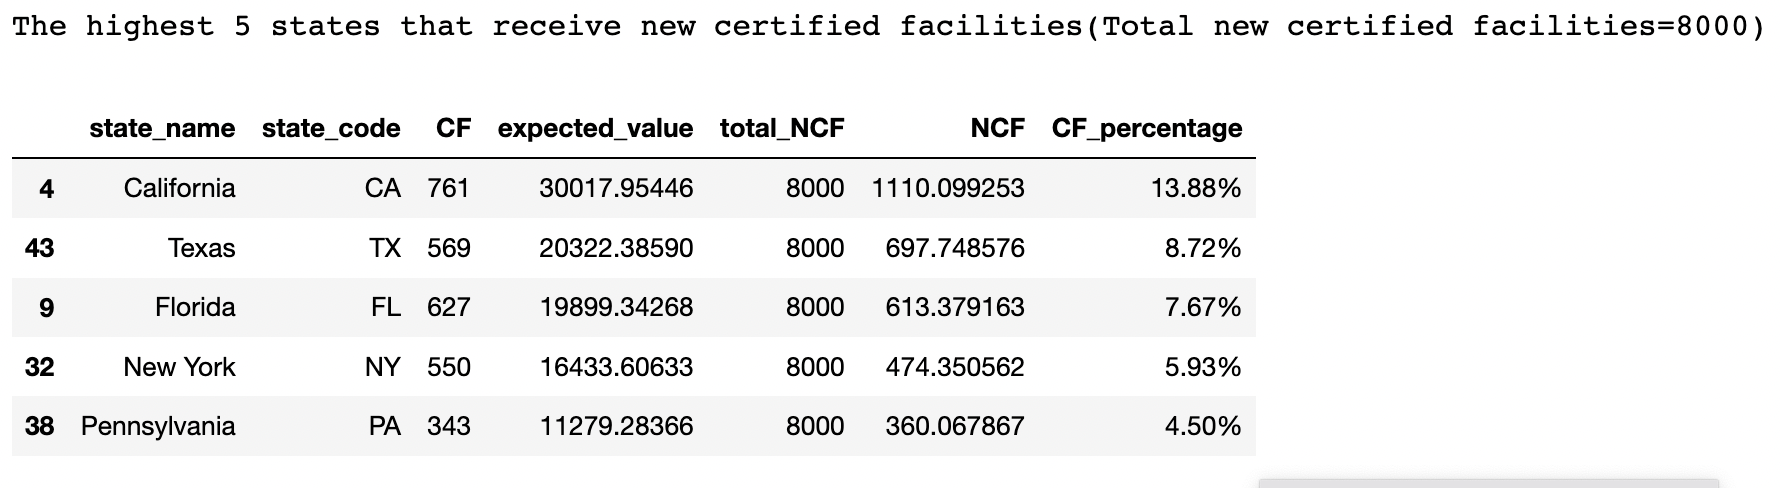 The highest 5 states that receive new certified facilities(Total new certified facilities=8000)
state_name state_code CF expected_value total_NCF NCF CF_percentage
4 California CA 761 30017.95446 8000 1110.099253 13.88%
43 Texas TX 569 20322.38590 8000 697.748576 8.72%
9 Florida FL 627 19899.34268 8000 613.379163 7.67%
32 New York NY 550 16433.60633 8000 474.350562 5.93%
38 Pennsylvania PA 343 11279.28366 8000 360.067867 4.50%